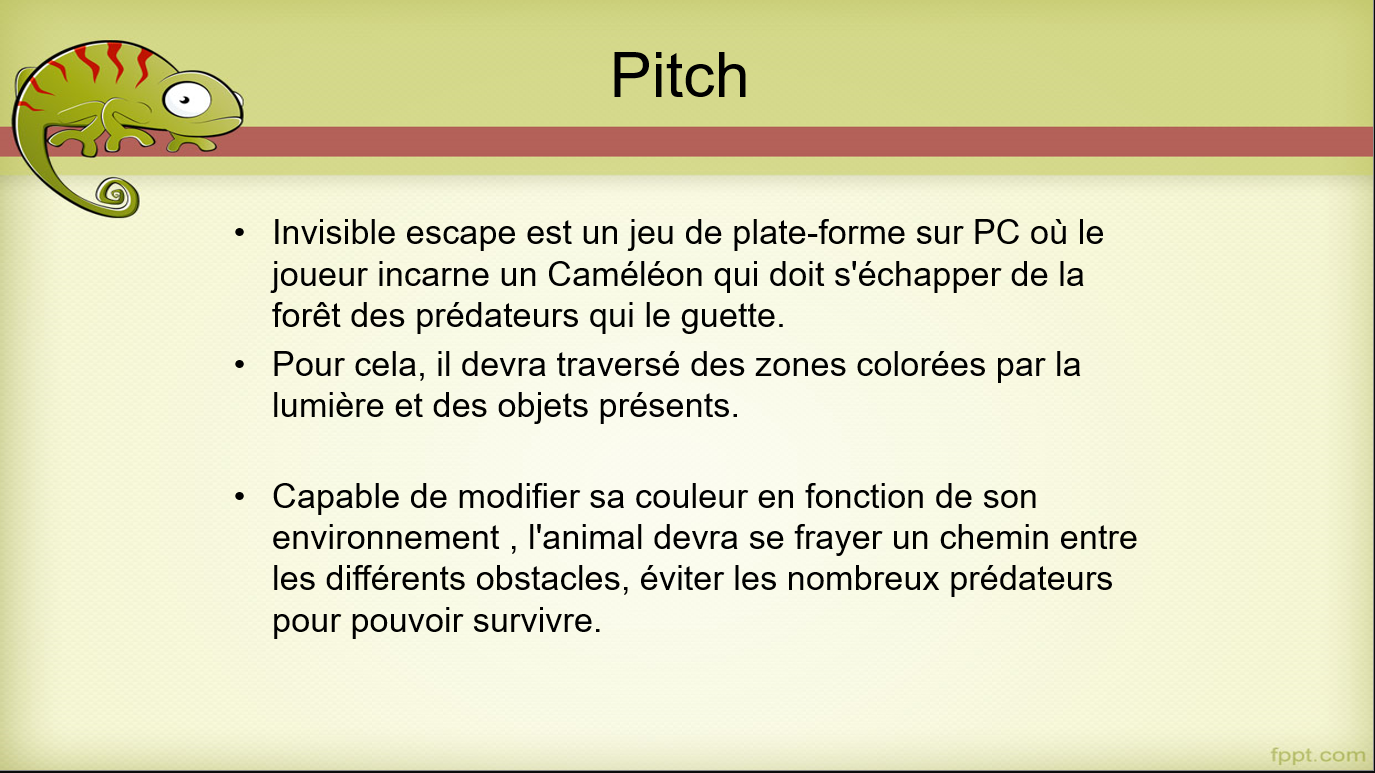 Pitch
• Invisible escape est un jeu de plate-forme sur PC où le
joueur incarne un Caméléon qui doit s'échapper de la
forêt des prédateurs qui le guette.
• Pour cela, il devra traversé des zones colorées par la
lumière et des objets présents.
• Capable de modifier sa couleur en fonction de son
environnement , l'animal devra se frayer un chemin entre
les différents obstacles, éviter les nombreux prédateurs
pour pouvoir survivre.
fppt.com